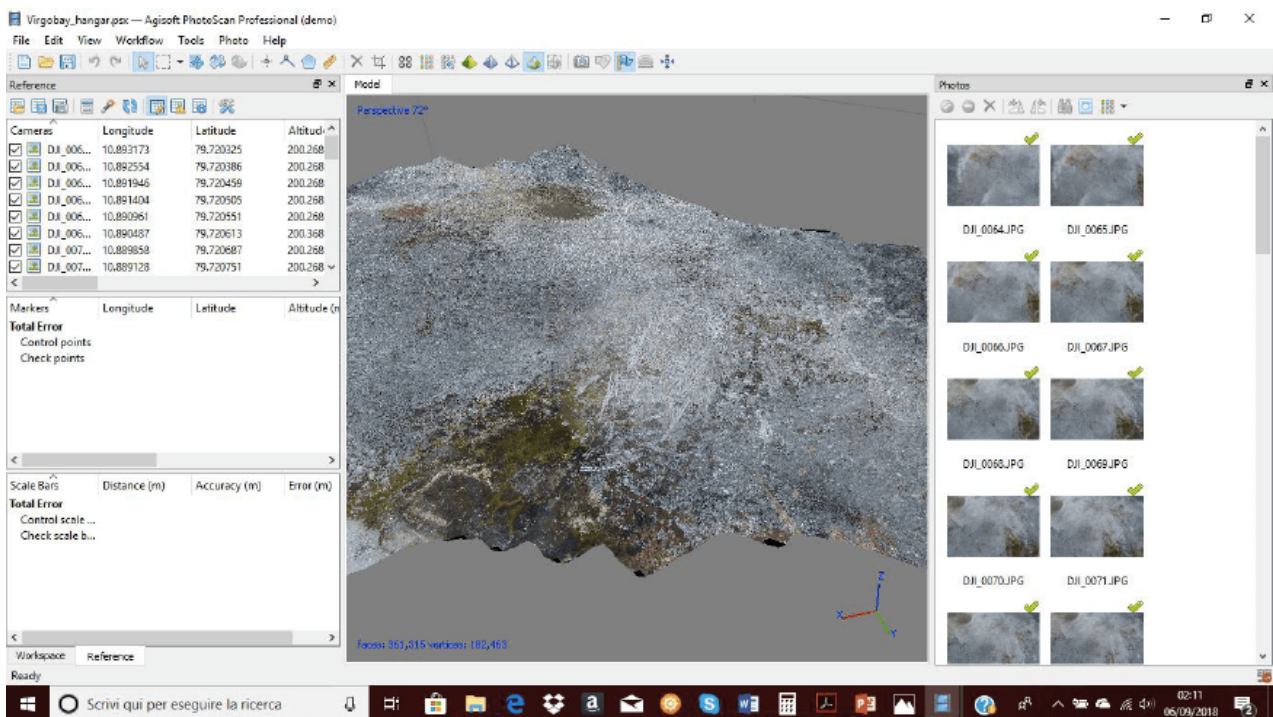 Virgobay_hangar.psx — Agisoft PhotoScan Professional (demo)
File Edit View Workflow Tools Photo Help
Reference
Model
Photos
Perspective 72°
Cameras Longitude Latitude Altitud
DJI_006... 10.893173 79.720325 200.268
DJI_006... 10.892554 79.720386 200.268
DJI_006... 10.891946 79.720459 200.268
DJI_006... 10.891404 79.720505 200.268
DJI_006... 10.890961 79.720551 200.268
DJI_006... 10.890487 79.720613 200.368
DJI_007... 10.889858 79.720687 200.268
DJI_007... 10.889128 79.720751 200.268
Markers Longitude Latitude Altitude (n
Total Error
Control points
Check points
Scale Bars Distance (m) Accuracy (m) Error (m)
Total Error
Control scale ...
Check scale b...
Workspace Reference
Ready
X Z Y
Faces: 361,315 vertices: 182,463
DJI_0064.JPG DJI_0065.JPG
DJI_0066.JPG DJI_0067.JPG
DJI_0068.JPG DJI_0069.JPG
DJI_0070.JPG DJI_0071.JPG
Scrivi qui per eseguire la ricerca
02:11
06/09/2018